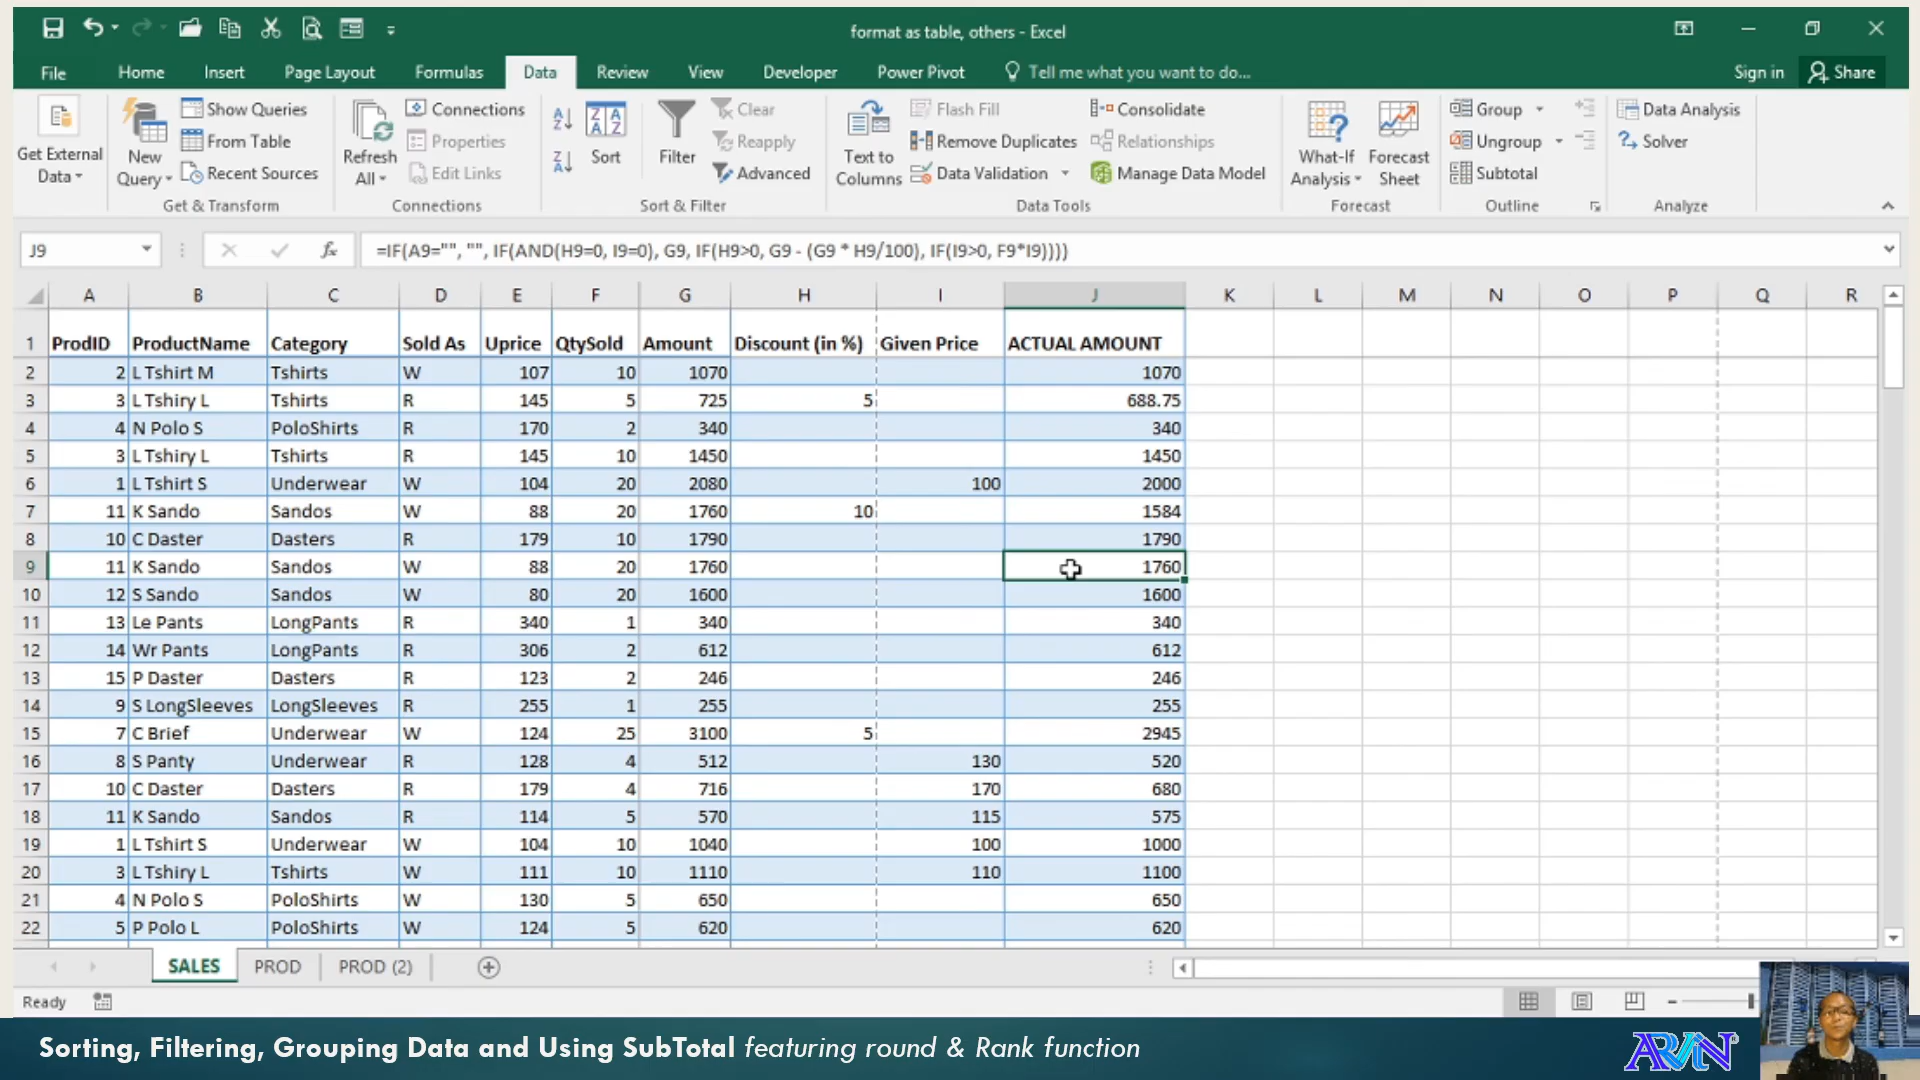 format as table, others - Excel
File Home Insert Page Layout Formulas Data Review View Developer Power Pivot Tell me what you want to do... Sign in Share
Get External Data
New Query
Show Queries
From Table
Recent Sources
Get & Transform
Refresh All
Connections
Properties
Edit Links
Connections
Sort
Filter
Clear
Reapply
Advanced
Sort & Filter
Text to Columns
Flash Fill
Remove Duplicates
Data Validation
Consolidate
Relationships
Manage Data Model
Data Tools
What-If Analysis
Forecast Sheet
Forecast
Group
Ungroup
Subtotal
Outline
Data Analysis
Solver
Analyze
J9 fx =IF(A9="", "", IF(AND(H9=0, I9=0), G9, IF(H9>0, G9 - (G9 * H9/100), IF(I9>0, F9*I9))))
A B C D E F G H I J K L M N O P Q R
1 ProdID ProductName Category Sold As Uprice QtySold Amount Discount (in %) Given Price ACTUAL AMOUNT
2 2 L Tshirt M Tshirts W 107 10 1070 1070
3 3 L Tshiry L Tshirts R 145 5 725 5 688.75
4 4 N Polo S PoloShirts R 170 2 340 340
5 3 L Tshiry L Tshirts R 145 10 1450 1450
6 1 L Tshirt S Underwear W 104 20 2080 100 2000
7 11 K Sando Sandos W 88 20 1760 10 1584
8 10 C Daster Dasters R 179 10 1790 1790
9 11 K Sando Sandos W 88 20 1760 1760
10 12 S Sando Sandos W 80 20 1600 1600
11 13 Le Pants LongPants R 340 1 340 340
12 14 Wr Pants LongPants R 306 2 612 612
13 15 P Daster Dasters R 123 2 246 246
14 9 S LongSleeves LongSleeves R 255 1 255 255
15 7 C Brief Underwear W 124 25 3100 5 2945
16 8 S Panty Underwear R 128 4 512 130 520
17 10 C Daster Dasters R 179 4 716 170 680
18 11 K Sando Sandos R 114 5 570 115 575
19 1 L Tshirt S Underwear W 104 10 1040 100 1000
20 3 L Tshiry L Tshirts W 111 10 1110 110 1100
21 4 N Polo S PoloShirts W 130 5 650 650
22 5 P Polo L PoloShirts W 124 5 620 620
SALES PROD PROD (2)
Ready
Sorting, Filtering, Grouping Data and Using SubTotal featuring round & Rank function
ARVIN